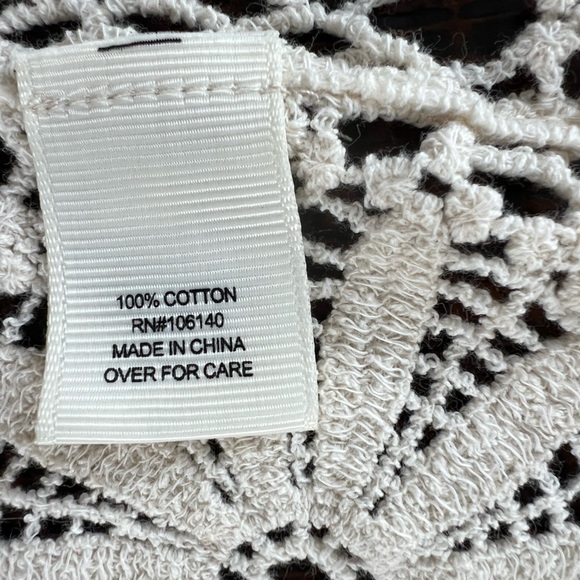 100% COTTON
RN#106140
MADE IN CHINA
OVER FOR CARE